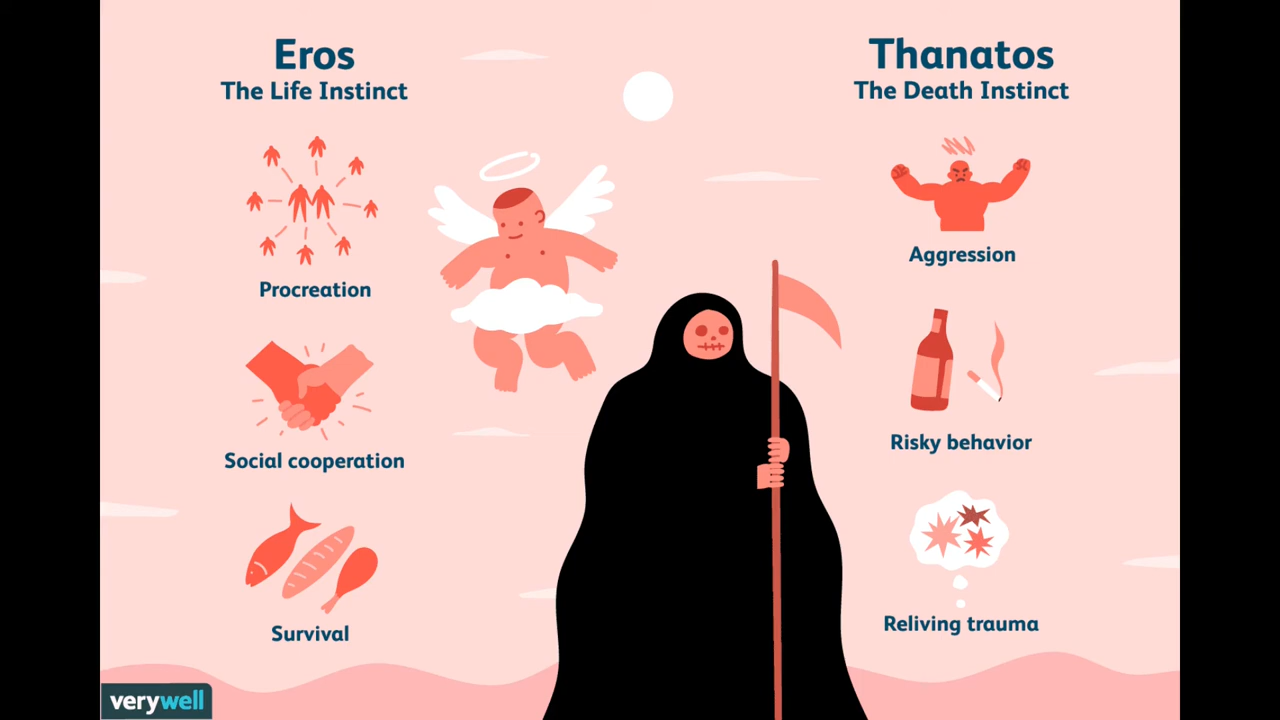 Eros
The Life Instinct
Procreation
Social cooperation
Survival
Thanatos
The Death Instinct
Aggression
Risky behavior
Reliving trauma
verywell